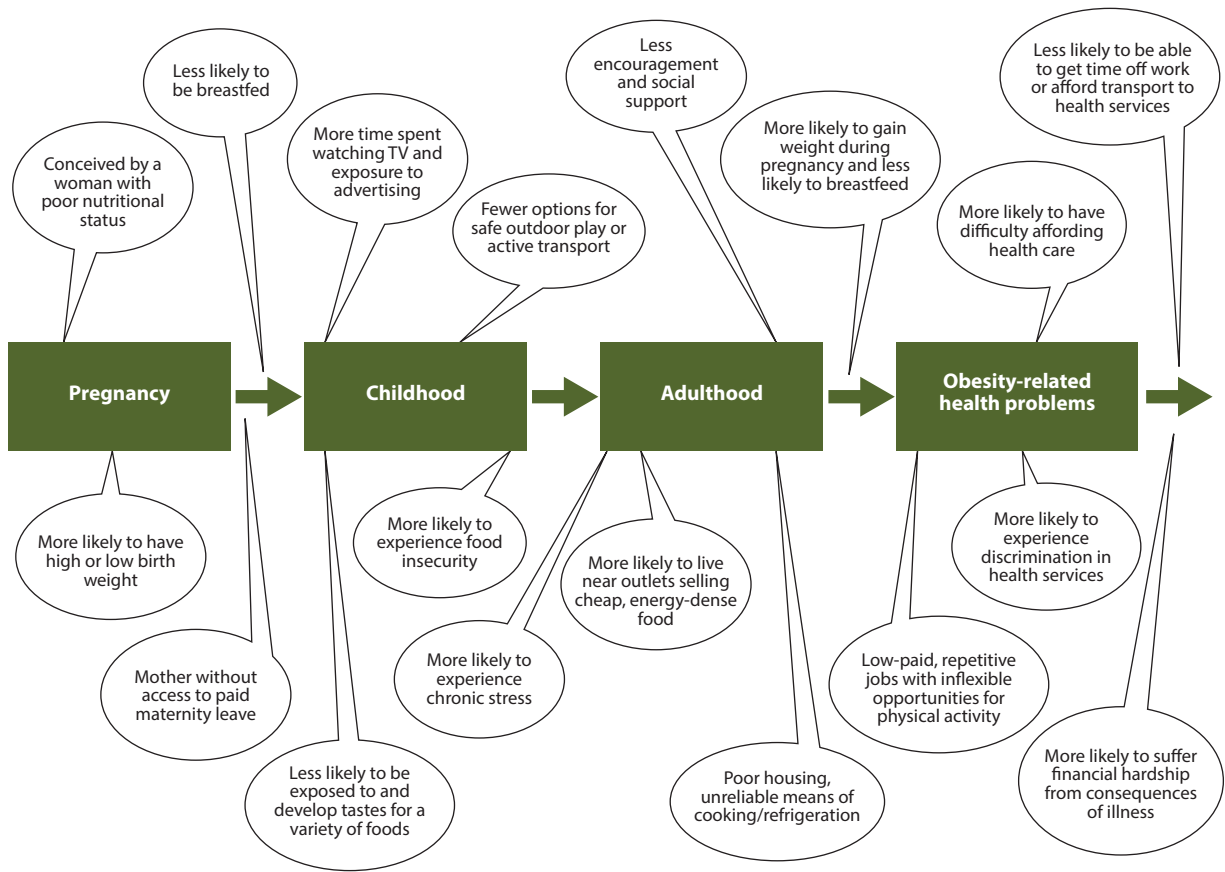 Less likely to
be breastfed
Conceived by a
woman with
poor nutritional
status
More time spent
watching TV and
exposure to
advertising
Fewer options for
safe outdoor play or
active transport
Less
encouragement
and social
support
More likely to gain
weight during
pregnancy and less
likely to breastfeed
More likely to have
difficulty affording
health care
Less likely to be able
to get time off work
or afford transport to
health services
Pregnancy
Childhood
Adulthood
Obesity-related
health problems
More likely to have
high or low birth
weight
Mother without
access to paid
maternity leave
Less likely to be
exposed to and
develop tastes for a
variety of foods
More likely to
experience food
insecurity
More likely to
experience
chronic stress
More likely to live
near outlets selling
cheap, energy-dense
food
Poor housing,
unreliable means of
cooking/refrigeration
Low-paid, repetitive
jobs with inflexible
opportunities for
physical activity
More likely to
experience
discrimination in
health services
More likely to suffer
financial hardship
from consequences
of illness